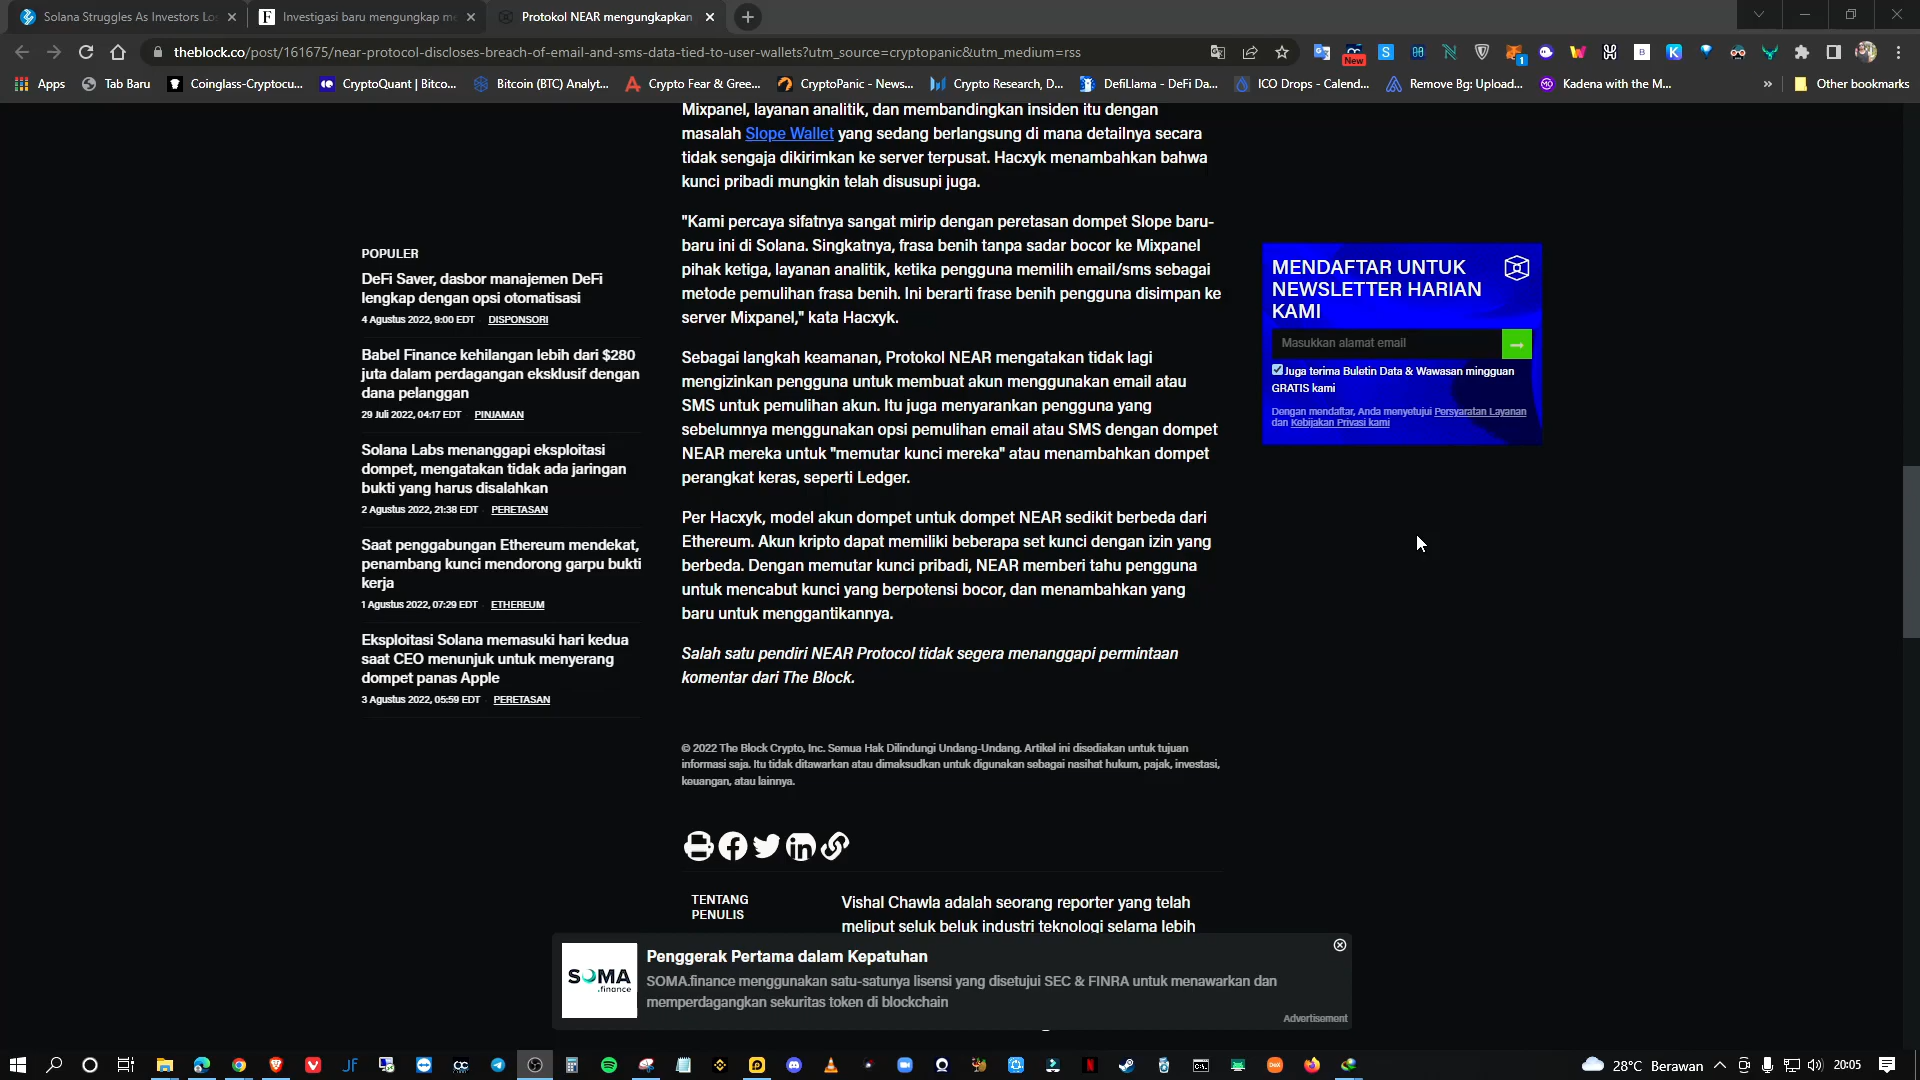 Solana Struggles As Investors Lo
Investigasi baru mengungkap me
Protokol NEAR mengungkapkan
theblock.co/post/161675/near-protocol-discloses-breach-of-email-and-sms-data-tied-to-user-wallets?utm_source=cryptopanic&utm_medium=rss
New
1
Apps
Tab Baru
Coinglass-Cryptocu...
CryptoQuant | Bitco...
Bitcoin (BTC) Analyt...
Crypto Fear & Gree...
CryptoPanic - News...
Crypto Research, D...
DefiLlama - DeFi Da...
ICO Drops - Calend...
Remove Bg: Upload...
Kadena with the M...
»
Other bookmarks
Mixpanel, layanan analitik, dan membandingkan insiden itu dengan
masalah Slope Wallet yang sedang berlangsung di mana detailnya secara
tidak sengaja dikirimkan ke server terpusat. Hacxyk menambahkan bahwa
kunci pribadi mungkin telah disusupi juga.
"Kami percaya sifatnya sangat mirip dengan peretasan dompet Slope baru-
baru ini di Solana. Singkatnya, frasa benih tanpa sadar bocor ke Mixpanel
pihak ketiga, layanan analitik, ketika pengguna memilih email/sms sebagai
metode pemulihan frasa benih. Ini berarti frase benih pengguna disimpan ke
server Mixpanel," kata Hacxyk.
Sebagai langkah keamanan, Protokol NEAR mengatakan tidak lagi
mengizinkan pengguna untuk membuat akun menggunakan email atau
SMS untuk pemulihan akun. Itu juga menyarankan pengguna yang
sebelumnya menggunakan opsi pemulihan email atau SMS dengan dompet
NEAR mereka untuk "memutar kunci mereka" atau menambahkan dompet
perangkat keras, seperti Ledger.
Per Hacxyk, model akun dompet untuk dompet NEAR sedikit berbeda dari
Ethereum. Akun kripto dapat memiliki beberapa set kunci dengan izin yang
berbeda. Dengan memutar kunci pribadi, NEAR memberi tahu pengguna
untuk mencabut kunci yang berpotensi bocor, dan menambahkan yang
baru untuk menggantikannya.
Salah satu pendiri NEAR Protocol tidak segera menanggapi permintaan
komentar dari The Block.
© 2022 The Block Crypto, Inc. Semua Hak Dilindungi Undang-Undang. Artikel ini disediakan untuk tujuan
informasi saja. Itu tidak ditawarkan atau dimaksudkan untuk digunakan sebagai nasihat hukum, pajak, investasi,
keuangan, atau lainnya.
TENTANG
PENULIS
Vishal Chawla adalah seorang reporter yang telah
meliput seluk beluk industri teknologi selama lebih
POPULER
DeFi Saver, dasbor manajemen DeFi
lengkap dengan opsi otomatisasi
4 Agustus 2022, 9:00 EDT DISPONSORI
Babel Finance kehilangan lebih dari $280
juta dalam perdagangan eksklusif dengan
dana pelanggan
29 Juli 2022, 04:17 EDT PINJAMAN
Solana Labs menanggapi eksploitasi
dompet, mengatakan tidak ada jaringan
bukti yang harus disalahkan
2 Agustus 2022, 21:38 EDT PERETASAN
Saat penggabungan Ethereum mendekat,
penambang kunci mendorong garpu bukti
kerja
1 Agustus 2022, 07:29 EDT ETHEREUM
Eksploitasi Solana memasuki hari kedua
saat CEO menunjuk untuk menyerang
dompet panas Apple
3 Agustus 2022, 05:59 EDT PERETASAN
MENDAFTAR UNTUK
NEWSLETTER HARIAN
KAMI
Masukkan alamat email
Juga terima Buletin Data & Wawasan mingguan
GRATIS kami
Dengan mendaftar, Anda menyetujui Persyaratan Layanan
dan Kebijakan Privasi kami
SOMA
.finance
Penggerak Pertama dalam Kepatuhan
SOMA.finance menggunakan satu-satunya lisensi yang disetujui SEC & FINRA untuk menawarkan dan
memperdagangkan sekuritas token di blockchain
Advertisement
28°C Berawan
20:05